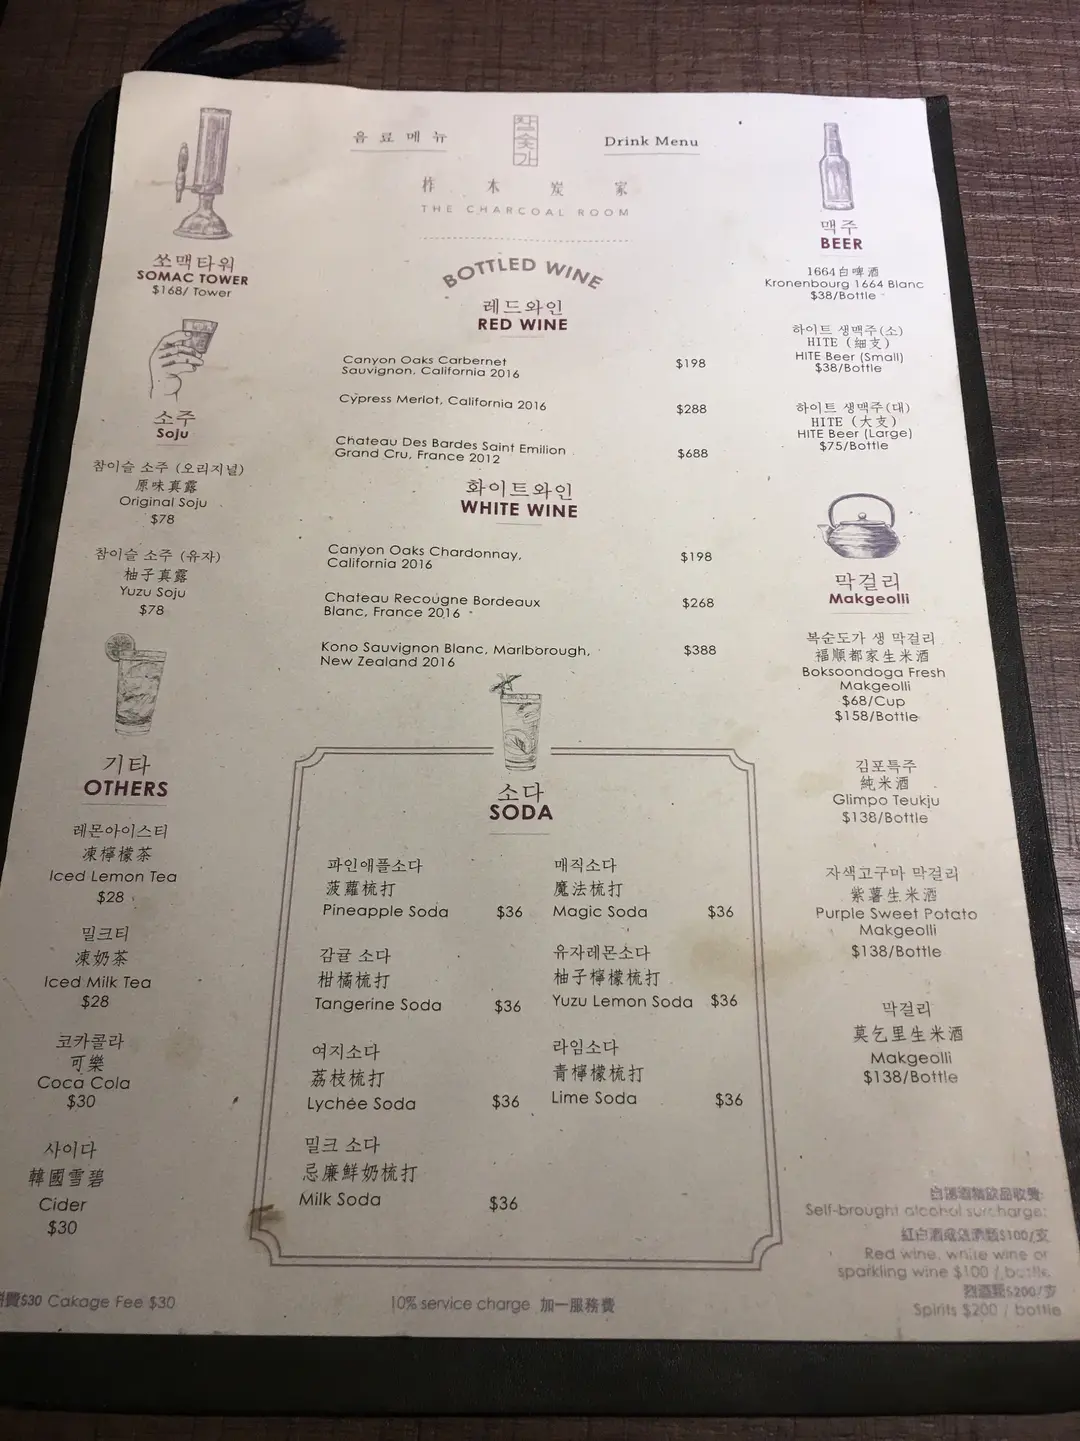 음료메뉴
참숯가
Drink Menu
柞木炭家
THE CHARCOAL ROOM
쏘맥타워
SOMAC TOWER
$168/ Tower
소주
Soju
참이슬 소주 (오리지널)
原味真露
Original Soju
$78
참이슬 소주 (유자)
柚子真露
Yuzu Soju
$78
기타
OTHERS
레몬아이스티
凍檸檬茶
Iced Lemon Tea
$28
밀크티
凍奶茶
Iced Milk Tea
$28
코카콜라
可樂
Coca Cola
$30
사이다
韓國雪碧
Cider
$30
BOTTLED WINE
레드와인
RED WINE
Canyon Oaks Carbernet
Sauvignon, California 2016 $198
Cypress Merlot, California 2016 $288
Chateau Des Bardes Saint Emilion
Grand Cru, France 2012 $688
화이트와인
WHITE WINE
Canyon Oaks Chardonnay,
California 2016 $198
Chateau Recougne Bordeaux
Blanc, France 2016 $268
Kono Sauvignon Blanc, Marlborough,
New Zealand 2016 $388
소다
SODA
파인애플소다
菠蘿梳打
Pineapple Soda $36
감귤 소다
柑橘梳打
Tangerine Soda $36
여지소다
荔枝梳打
Lychée Soda $36
밀크 소다
忌廉鮮奶梳打
Milk Soda $36
매직소다
魔法梳打
Magic Soda $36
유자레몬소다
柚子檸檬梳打
Yuzu Lemon Soda $36
라임소다
青檸檬梳打
Lime Soda $36
맥주
BEER
1664白啤酒
Kronenbourg 1664 Blanc
$38/Bottle
하이트 생맥주(소)
HITE (細支)
HITE Beer (Small)
$38/Bottle
하이트 생맥주(대)
HITE (大支)
HITE Beer (Large)
$75/Bottle
막걸리
Makgeolli
복순도가 생 막걸리
福順都家生米酒
Boksoondoga Fresh
Makgeolli
$68/Cup
$158/Bottle
김포특주
純米酒
Glimpo Teukju
$138/Bottle
자색고구마 막걸리
紫薯生米酒
Purple Sweet Potato
Makgeolli
$138/Bottle
막걸리
莫乞里生米酒
Makgeolli
$138/Bottle
Self-brought alcohol surcharge:
$100/支
Red wine, white wine or
sparkling wine $100 / bottle
$200/支
Spirits $200 / bottle
費$30 Cakage Fee $30
10% service charge 加一服務費